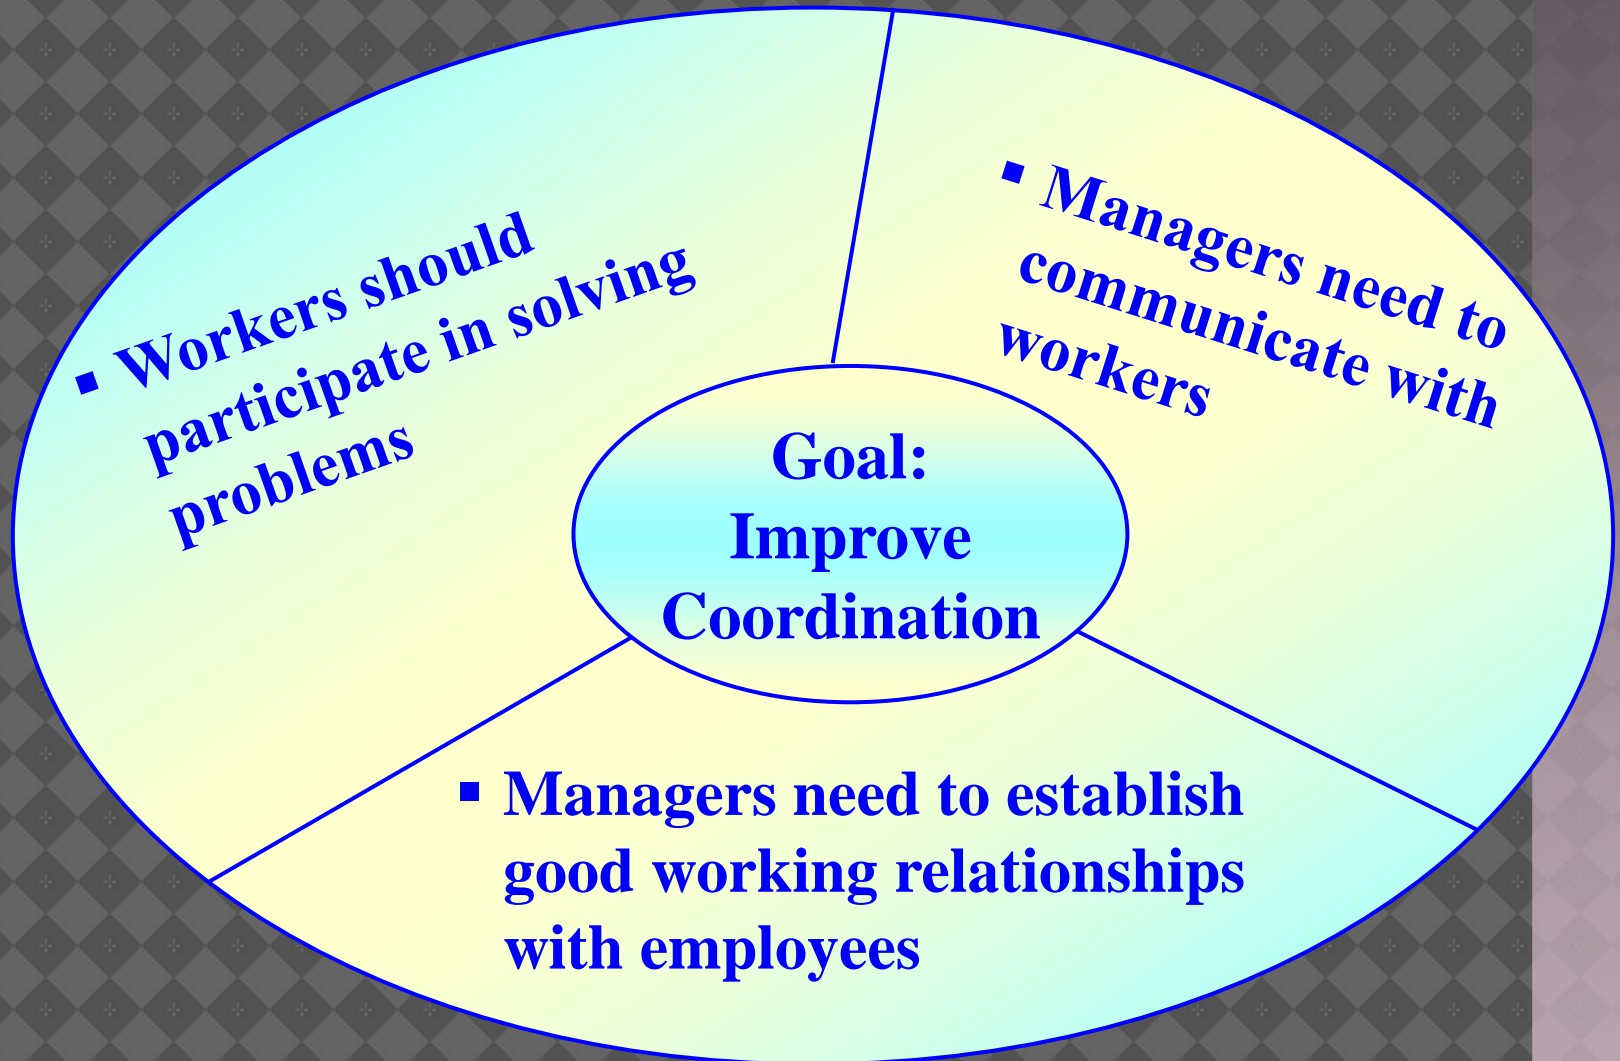 ▪ Workers should
participate in solving
problems
▪ Managers need to
communicate with
workers
Goal:
Improve
Coordination
▪ Managers need to establish
good working relationships
with employees